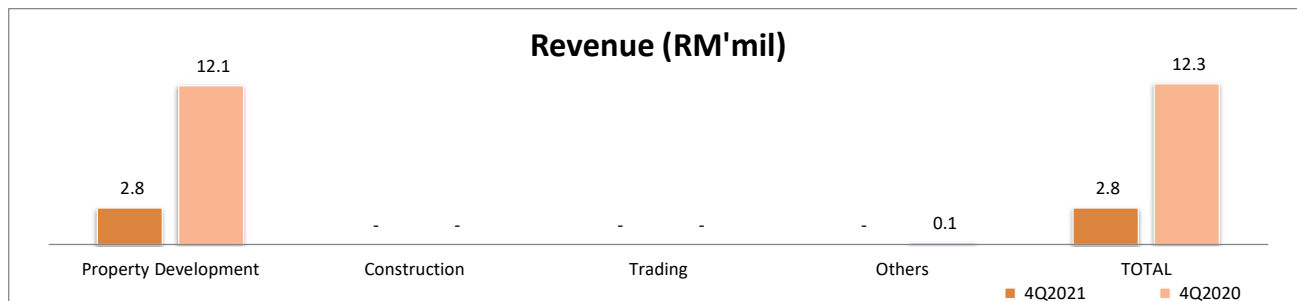 Revenue (RM'mil)
12.1
12.3
2.8
2.8
- - - - - 0.1
Property Development Construction Trading Others TOTAL
4Q2021 4Q2020